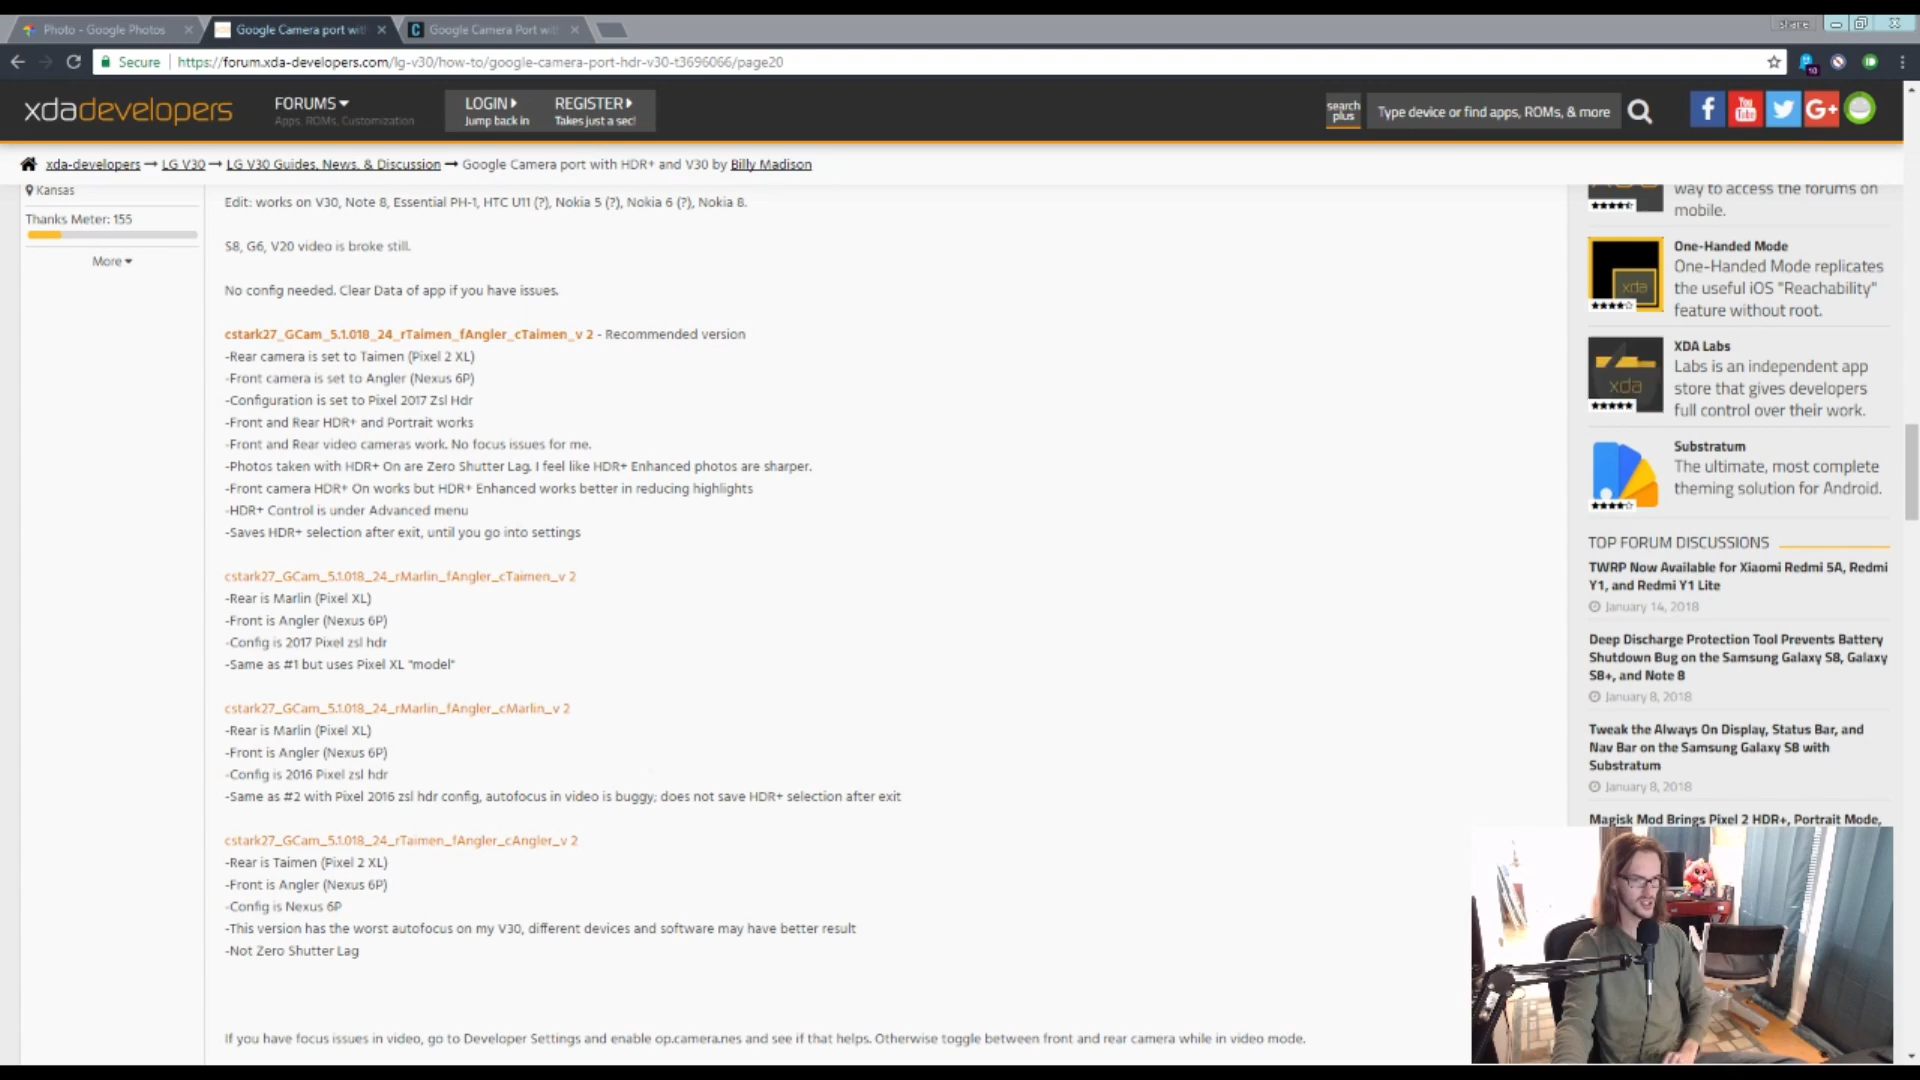 Photo - Google Photos
Google Camera port with
Google Camera Port with
share
Secure
https://forum.xda-developers.com/lg-v30/how-to/google-camera-port-hdr-v30-t3696066/page20
10
xdadevelopers
FORUMS
Apps, ROMs, Customization
LOGIN
Jump back in
REGISTER
Takes just a sec!
search plus
Type device or find apps, ROMs, & more
f
You Tube
G+
xda-developers → LG V30 → LG V30 Guides, News, & Discussion → Google Camera port with HDR+ and V30 by Billy Madison
Kansas
Thanks Meter: 155
More
Edit: works on V30, Note 8, Essential PH-1, HTC U11 (?), Nokia 5 (?), Nokia 6 (?), Nokia 8.
S8, G6, V20 video is broke still.
No config needed. Clear Data of app if you have issues.
cstark27_GCam_5.1.018_24_rTaimen_fAngler_cTaimen_v 2 - Recommended version
-Rear camera is set to Taimen (Pixel 2 XL)
-Front camera is set to Angler (Nexus 6P)
-Configuration is set to Pixel 2017 Zsl Hdr
-Front and Rear HDR+ and Portrait works
-Front and Rear video cameras work. No focus issues for me.
-Photos taken with HDR+ On are Zero Shutter Lag. I feel like HDR+ Enhanced photos are sharper.
-Front camera HDR+ On works but HDR+ Enhanced works better in reducing highlights
-HDR+ Control is under Advanced menu
-Saves HDR+ selection after exit, until you go into settings
cstark27_GCam_5.1.018_24_rMarlin_fAngler_cTaimen_v 2
-Rear is Marlin (Pixel XL)
-Front is Angler (Nexus 6P)
-Config is 2017 Pixel zsl hdr
-Same as #1 but uses Pixel XL "model"
cstark27_GCam_5.1.018_24_rMarlin_fAngler_cMarlin_v 2
-Rear is Marlin (Pixel XL)
-Front is Angler (Nexus 6P)
-Config is 2016 Pixel zsl hdr
-Same as #2 with Pixel 2016 zsl hdr config, autofocus in video is buggy; does not save HDR+ selection after exit
cstark27_GCam_5.1.018_24_rTaimen_fAngler_cAngler_v 2
-Rear is Taimen (Pixel 2 XL)
-Front is Angler (Nexus 6P)
-Config is Nexus 6P
-This version has the worst autofocus on my V30, different devices and software may have better result
-Not Zero Shutter Lag
If you have focus issues in video, go to Developer Settings and enable op.camera.nes and see if that helps. Otherwise toggle between front and rear camera while in video mode.
way to access the forums on
mobile.
xda
One-Handed Mode
One-Handed Mode replicates
the useful iOS "Reachability"
feature without root.
xda
XDA Labs
Labs is an independent app
store that gives developers
full control over their work.
Substratum
The ultimate, most complete
theming solution for Android.
TOP FORUM DISCUSSIONS
TWRP Now Available for Xiaomi Redmi 5A, Redmi
Y1, and Redmi Y1 Lite
January 14, 2018
Deep Discharge Protection Tool Prevents Battery
Shutdown Bug on the Samsung Galaxy S8, Galaxy
S8+, and Note 8
January 8, 2018
Tweak the Always On Display, Status Bar, and
Nav Bar on the Samsung Galaxy S8 with
Substratum
January 8, 2018
Magisk Mod Brings Pixel 2 HDR+, Portrait Mode,